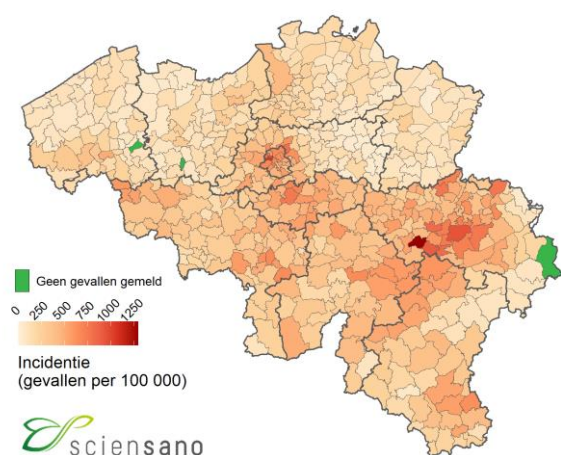 Geen gevallen gemeld
0 250 500 750 1000 1250
Incidentie
(gevallen per 100 000)
sciensano